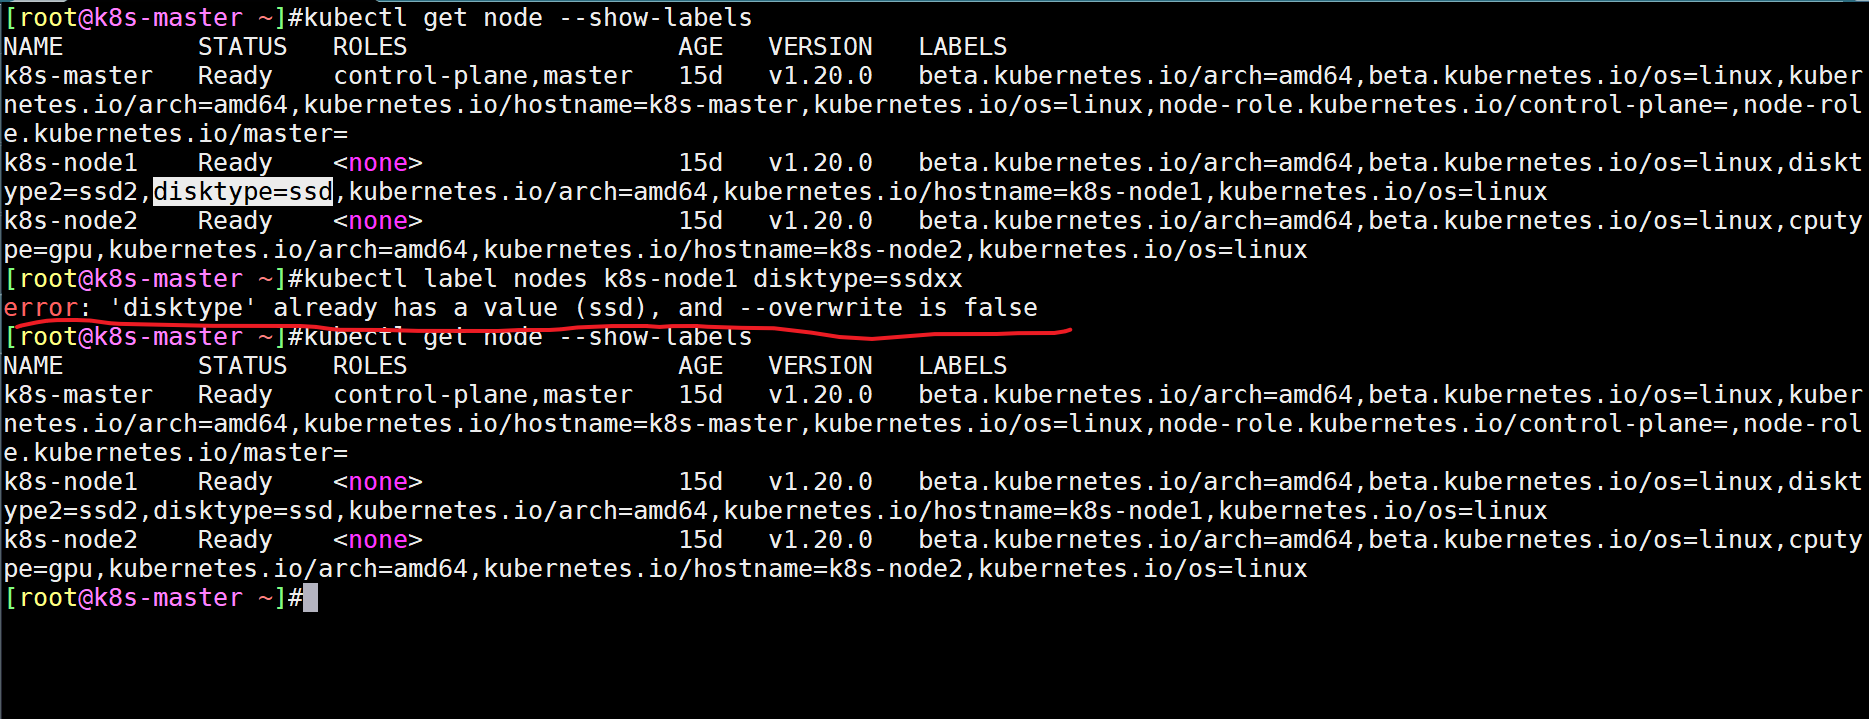 [root@k8s-master ~]#kubectl get node --show-labels
NAME         STATUS   ROLES                  AGE   VERSION   LABELS
k8s-master   Ready    control-plane,master   15d   v1.20.0   beta.kubernetes.io/arch=amd64,beta.kubernetes.io/os=linux,kuber
netes.io/arch=amd64,kubernetes.io/hostname=k8s-master,kubernetes.io/os=linux,node-role.kubernetes.io/control-plane=,node-rol
e.kubernetes.io/master=
k8s-node1    Ready    <none>                 15d   v1.20.0   beta.kubernetes.io/arch=amd64,beta.kubernetes.io/os=linux,diskt
ype2=ssd2,disktype=ssd,kubernetes.io/arch=amd64,kubernetes.io/hostname=k8s-node1,kubernetes.io/os=linux
k8s-node2    Ready    <none>                 15d   v1.20.0   beta.kubernetes.io/arch=amd64,beta.kubernetes.io/os=linux,cputy
pe=gpu,kubernetes.io/arch=amd64,kubernetes.io/hostname=k8s-node2,kubernetes.io/os=linux
[root@k8s-master ~]#kubectl label nodes k8s-node1 disktype=ssdxx
error: 'disktype' already has a value (ssd), and --overwrite is false
[root@k8s-master ~]#kubectl get node --show-labels
NAME         STATUS   ROLES                  AGE   VERSION   LABELS
k8s-master   Ready    control-plane,master   15d   v1.20.0   beta.kubernetes.io/arch=amd64,beta.kubernetes.io/os=linux,kuber
netes.io/arch=amd64,kubernetes.io/hostname=k8s-master,kubernetes.io/os=linux,node-role.kubernetes.io/control-plane=,node-rol
e.kubernetes.io/master=
k8s-node1    Ready    <none>                 15d   v1.20.0   beta.kubernetes.io/arch=amd64,beta.kubernetes.io/os=linux,diskt
ype2=ssd2,disktype=ssd,kubernetes.io/arch=amd64,kubernetes.io/hostname=k8s-node1,kubernetes.io/os=linux
k8s-node2    Ready    <none>                 15d   v1.20.0   beta.kubernetes.io/arch=amd64,beta.kubernetes.io/os=linux,cputy
pe=gpu,kubernetes.io/arch=amd64,kubernetes.io/hostname=k8s-node2,kubernetes.io/os=linux
[root@k8s-master ~]#